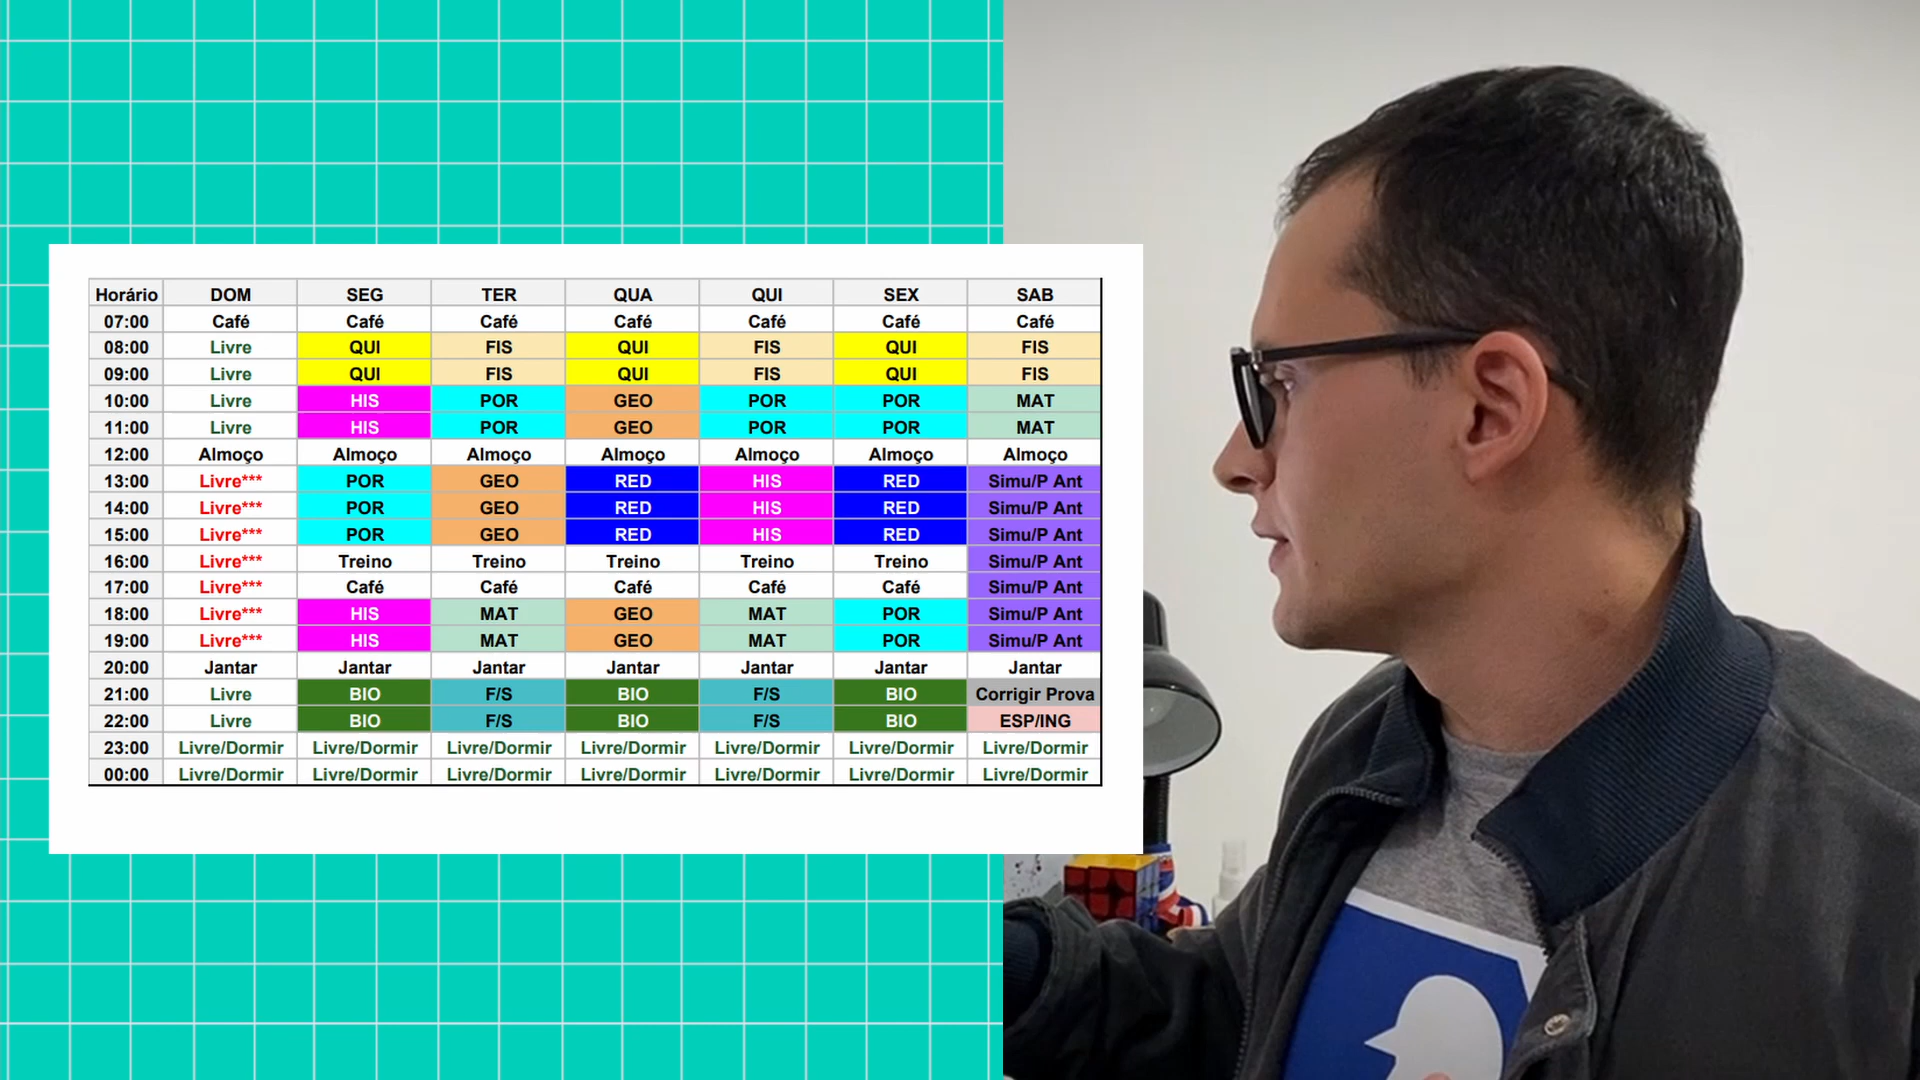 Horário DOM SEG TER QUA QUI SEX SAB
07:00 Café Café Café Café Café Café Café
08:00 Livre QUI FIS QUI FIS QUI FIS
09:00 Livre QUI FIS QUI FIS QUI FIS
10:00 Livre HIS POR GEO POR POR MAT
11:00 Livre HIS POR GEO POR POR MAT
12:00 Almoço Almoço Almoço Almoço Almoço Almoço Almoço
13:00 Livre*** POR GEO RED HIS RED Simu/P Ant
14:00 Livre*** POR GEO RED HIS RED Simu/P Ant
15:00 Livre*** POR GEO RED HIS RED Simu/P Ant
16:00 Livre*** Treino Treino Treino Treino Treino Simu/P Ant
17:00 Livre*** Café Café Café Café Café Simu/P Ant
18:00 Livre*** HIS MAT GEO MAT POR Simu/P Ant
19:00 Livre*** HIS MAT GEO MAT POR Simu/P Ant
20:00 Jantar Jantar Jantar Jantar Jantar Jantar Jantar
21:00 Livre BIO F/S BIO F/S BIO Corrigir Prova
22:00 Livre BIO F/S BIO F/S BIO ESP/ING
23:00 Livre/Dormir Livre/Dormir Livre/Dormir Livre/Dormir Livre/Dormir Livre/Dormir Livre/Dormir
00:00 Livre/Dormir Livre/Dormir Livre/Dormir Livre/Dormir Livre/Dormir Livre/Dormir Livre/Dormir